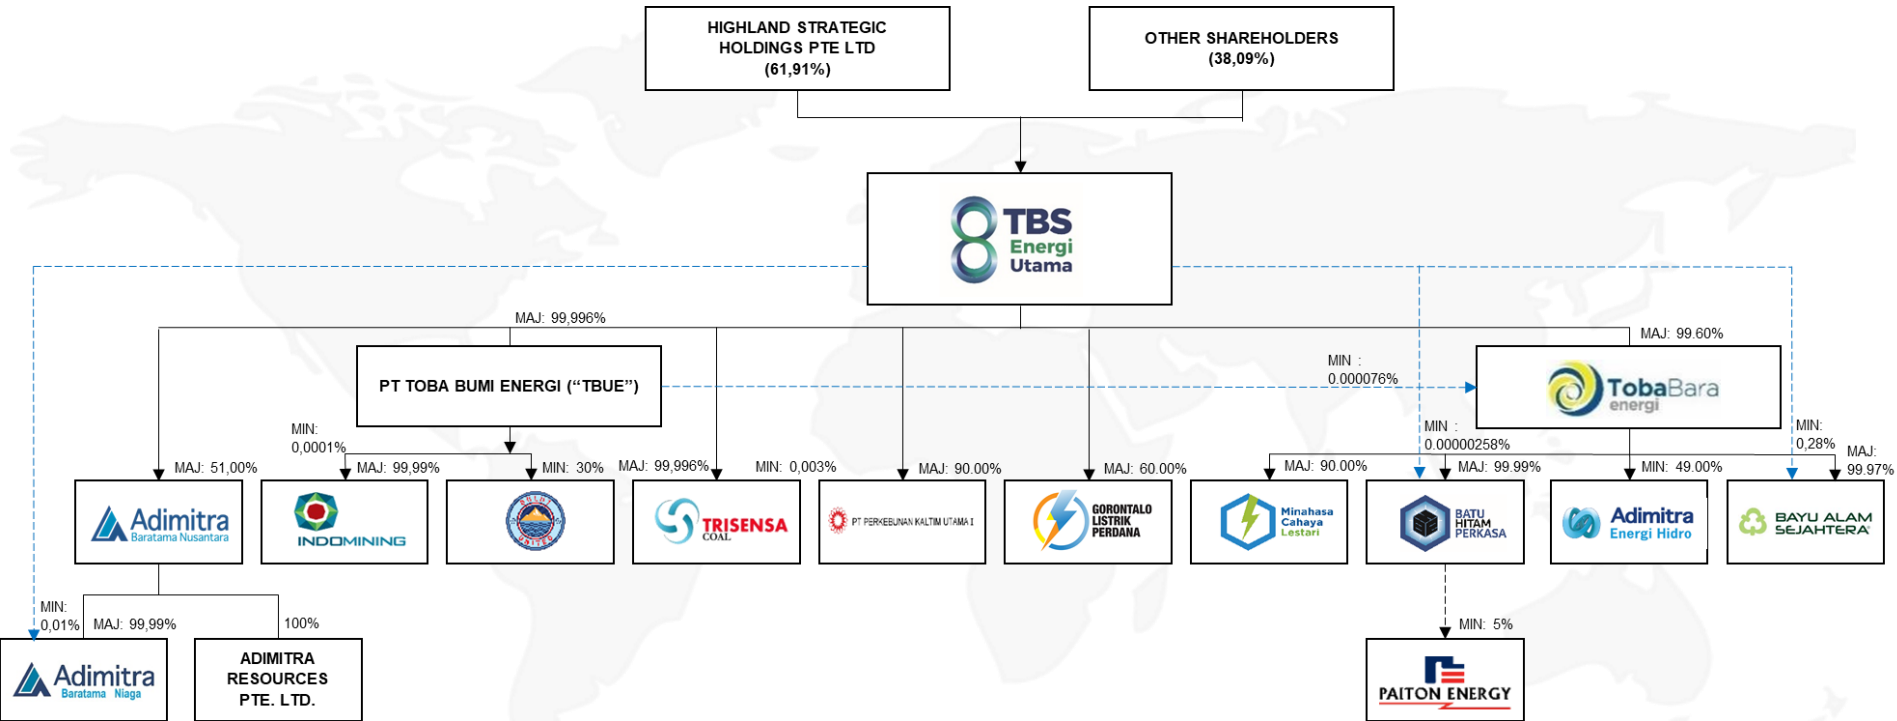 HIGHLAND STRATEGIC
HOLDINGS PTE LTD
(61,91%)
OTHER SHAREHOLDERS
(38,09%)
TBS
Energi
Utama
MAJ: 99,996%
MAJ: 99.60%
PT TOBA BUMI ENERGI (“TBUE”)
MIN :
0.000076%
TobaBara
energi
MIN:
0,0001%
MIN :
0.00000258%
MIN:
0,28%
MAJ: 51,00%
MAJ: 99,99%
MIN: 30%
MAJ: 99,996%
MIN: 0,003%
MAJ: 90.00%
MAJ: 60.00%
MAJ: 90.00%
MAJ: 99.99%
MIN: 49.00%
MAJ:
99.97%
Adimitra
Baratama Nusantara
INDOMINING
UNITED
TRISENSA
COAL
PT PERKEBUNAN KALTIM UTAMA I
GORONTALO
LISTRIK
PERDANA
Minahasa
Cahaya
Lestari
BATU
HITAM
PERKASA
Adimitra
Energi Hidro
BAYU ALAM
SEJAHTERA
MIN:
0,01%
MAJ: 99,99%
100%
MIN: 5%
Adimitra
Baratama Niaga
ADIMITRA
RESOURCES
PTE. LTD.
PAITON ENERGY